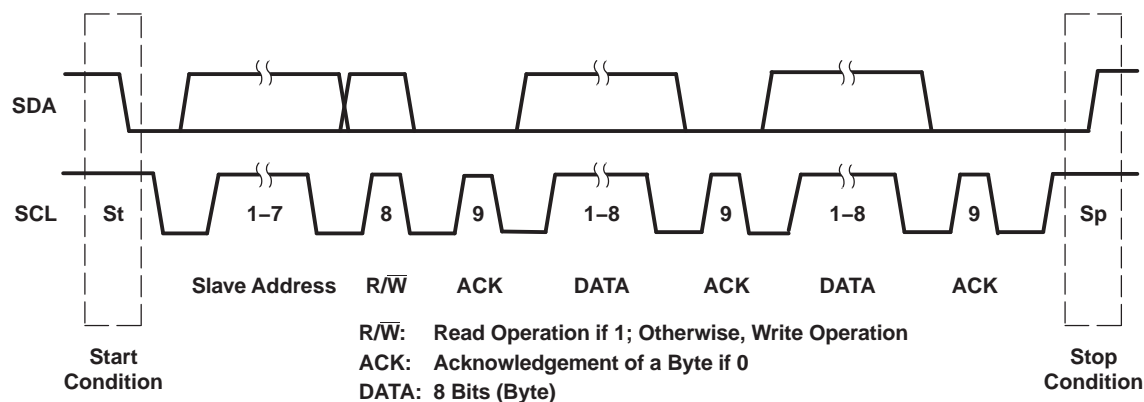 SDA
SCL
St
1–7
8
9
1–8
9
1–8
9
Sp
Slave Address
R/W̅
ACK
DATA
ACK
DATA
ACK
R/W̅: Read Operation if 1; Otherwise, Write Operation
ACK: Acknowledgement of a Byte if 0
DATA: 8 Bits (Byte)
Start
Condition
Stop
Condition